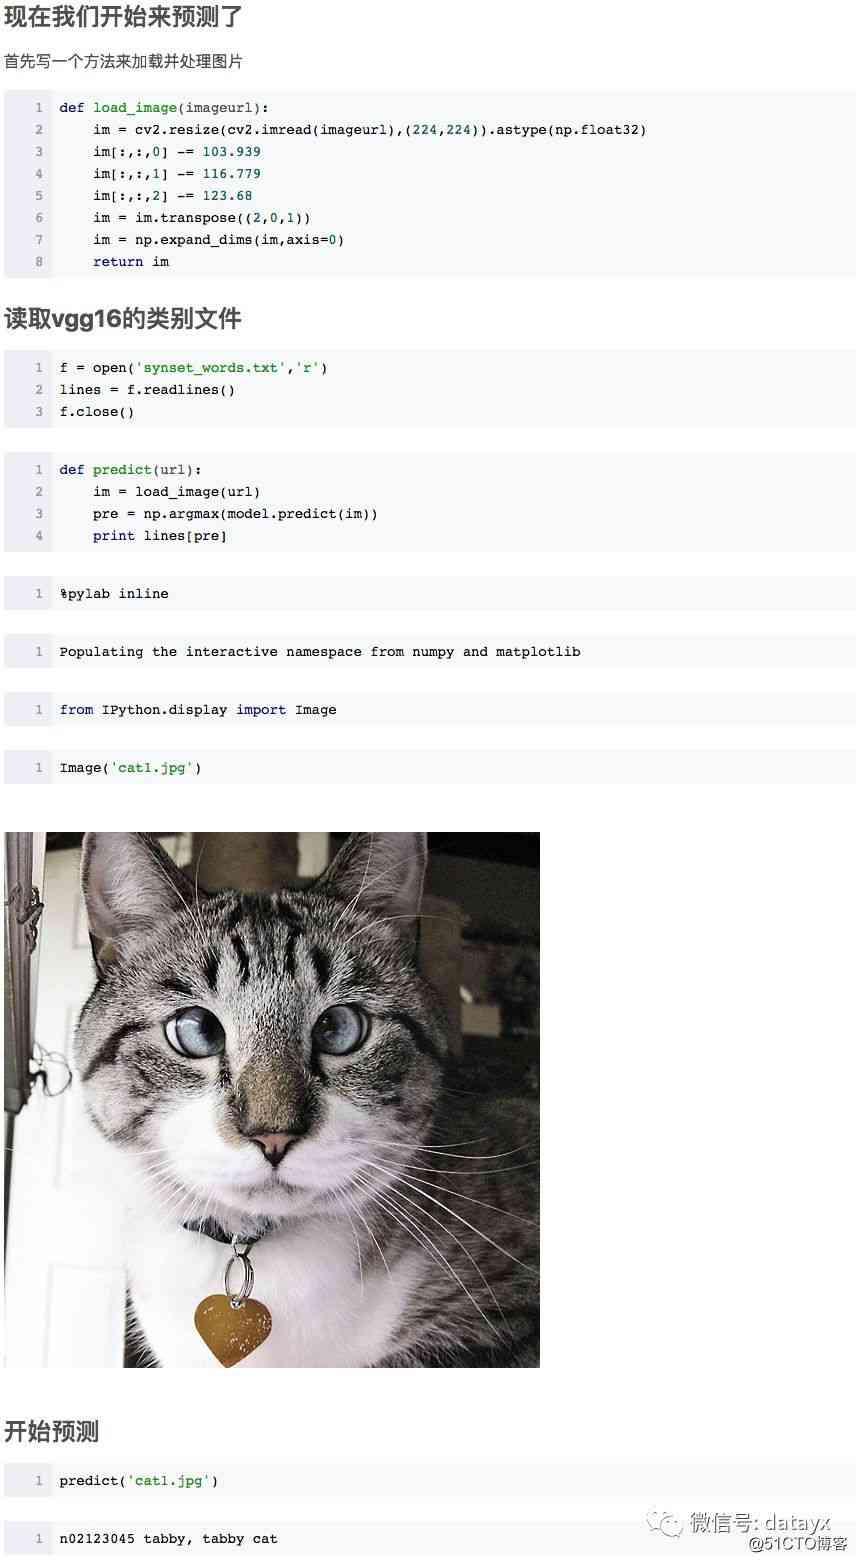 现在我们开始来预测了
首先写一个方法来加载并处理图片
1 def load_image(imageurl):
2     im = cv2.resize(cv2.imread(imageurl),(224,224)).astype(np.float32)
3     im[:,:,0] -= 103.939
4     im[:,:,1] -= 116.779
5     im[:,:,2] -= 123.68
6     im = im.transpose((2,0,1))
7     im = np.expand_dims(im,axis=0)
8     return im
读取vgg16的类别文件
1 f = open('synset_words.txt','r')
2 lines = f.readlines()
3 f.close()
1 def predict(url):
2     im = load_image(url)
3     pre = np.argmax(model.predict(im))
4     print lines[pre]
1 %pylab inline
1 Populating the interactive namespace from numpy and matplotlib
1 from IPython.display import Image
1 Image('cat1.jpg')
开始预测
1 predict('cat1.jpg')
1 n02123045 tabby, tabby cat
微信号: datayx
@51CTO博客